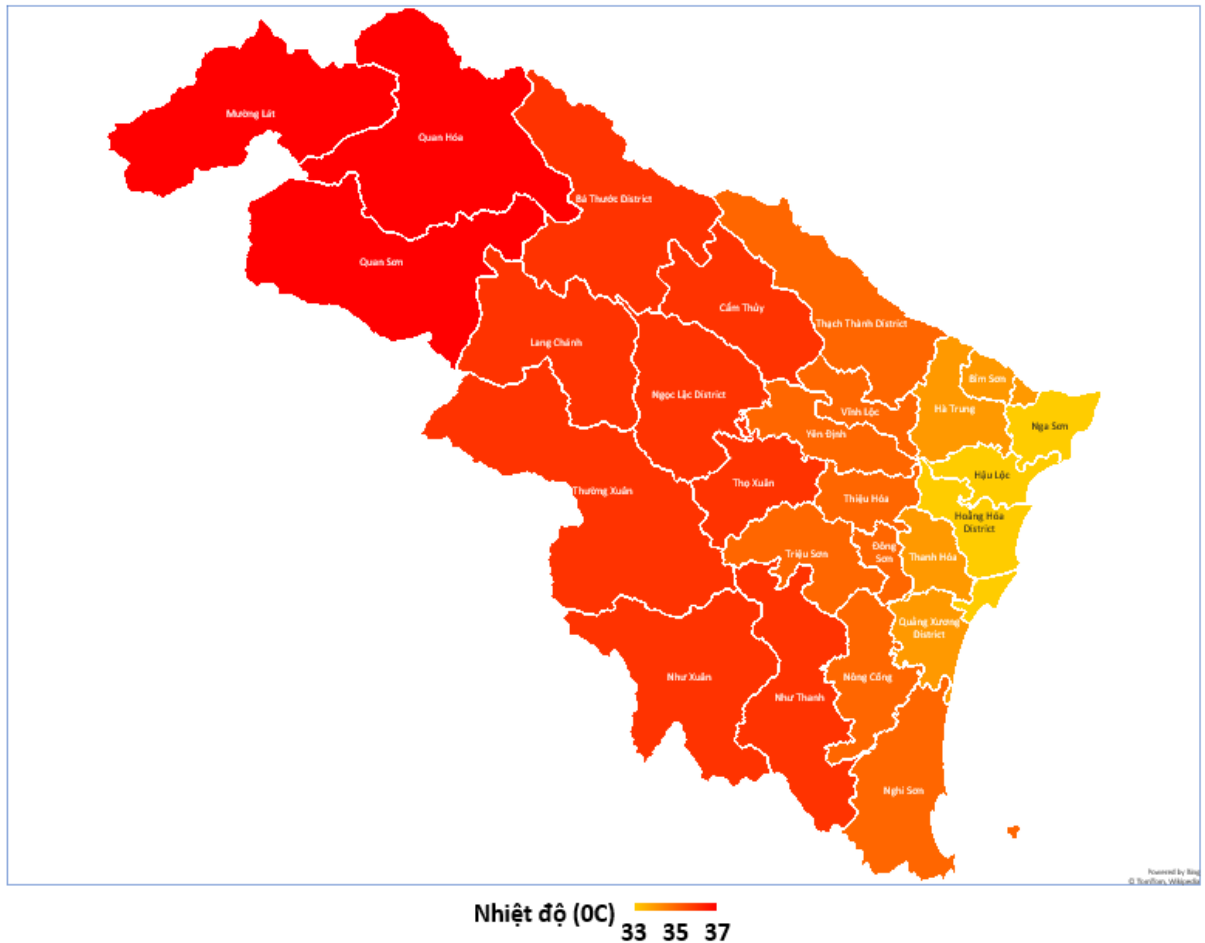 Mường Lát
Quan Hóa
Bá Thước District
Quan Sơn
Cẩm Thủy
Thạch Thành District
Lang Chánh
Bỉm Sơn
Ngọc Lặc District
Hà Trung
Vĩnh Lộc
Nga Sơn
Yên Định
Hậu Lộc
Thọ Xuân
Thường Xuân
Thiệu Hóa
Hoằng Hóa
District
Đông
Sơn
Triệu Sơn
Thanh Hóa
Quảng Xương
District
Như Xuân
Nông Cống
Như Thanh
Nghi Sơn
Powered by Bing
© TomTom, Wikipedia
Nhiệt độ (0C)
33 35 37